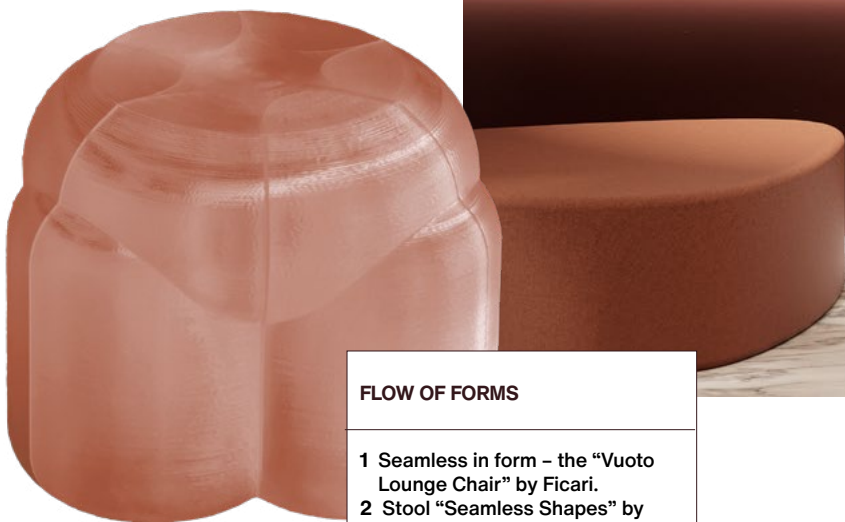 FLOW OF FORMS
1 Seamless in form – the “Vuoto
Lounge Chair” by Ficari.
2 Stool “Seamless Shapes” by